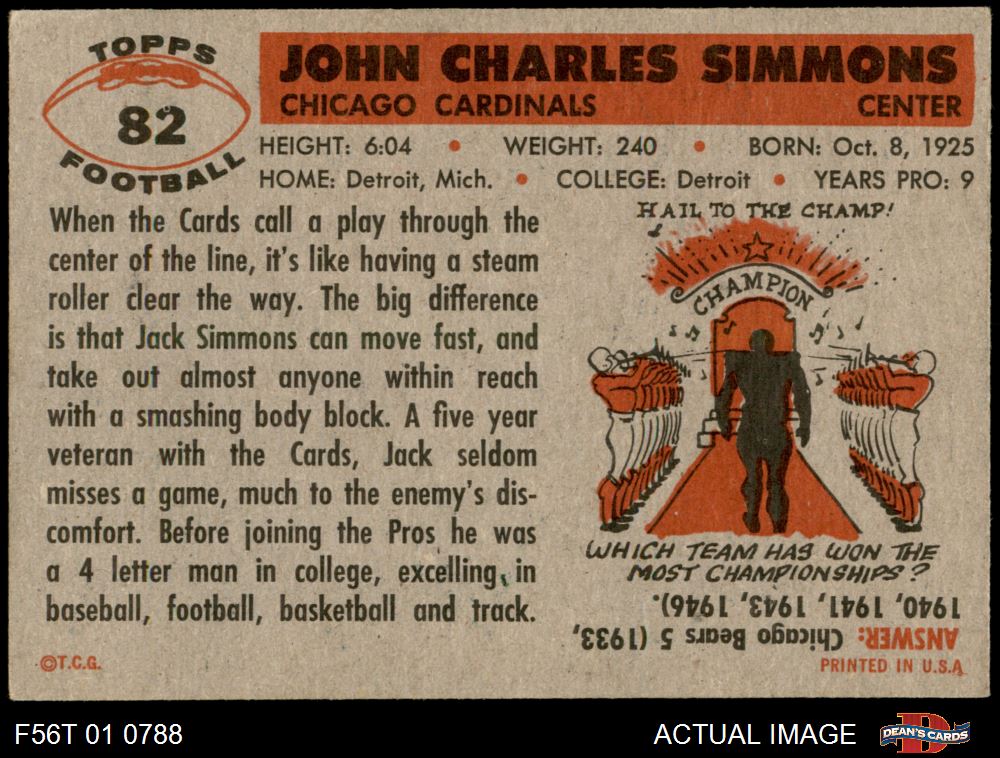 TOPPS
82
FOOTBALL
JOHN CHARLES SIMMONS
CHICAGO CARDINALS CENTER
HEIGHT: 6:04 • WEIGHT: 240 • BORN: Oct. 8, 1925
HOME: Detroit, Mich. • COLLEGE: Detroit • YEARS PRO: 9
When the Cards call a play through the
center of the line, it's like having a steam
roller clear the way. The big difference
is that Jack Simmons can move fast, and
take out almost anyone within reach
with a smashing body block. A five year
veteran with the Cards, Jack seldom
misses a game, much to the enemy's dis-
comfort. Before joining the Pros he was
a 4 letter man in college, excelling in
baseball, football, basketball and track.
©T.C.G.
HAIL TO THE CHAMP!
CHAMPION
WHICH TEAM HAS WON THE
MOST CHAMPIONSHIPS?
ANSWER: Chicago Bears 5 (1933,
1940, 1941, 1943, 1946).
PRINTED IN U.S.A
F56T 01 0788
ACTUAL IMAGE
DEAN'S CARDS